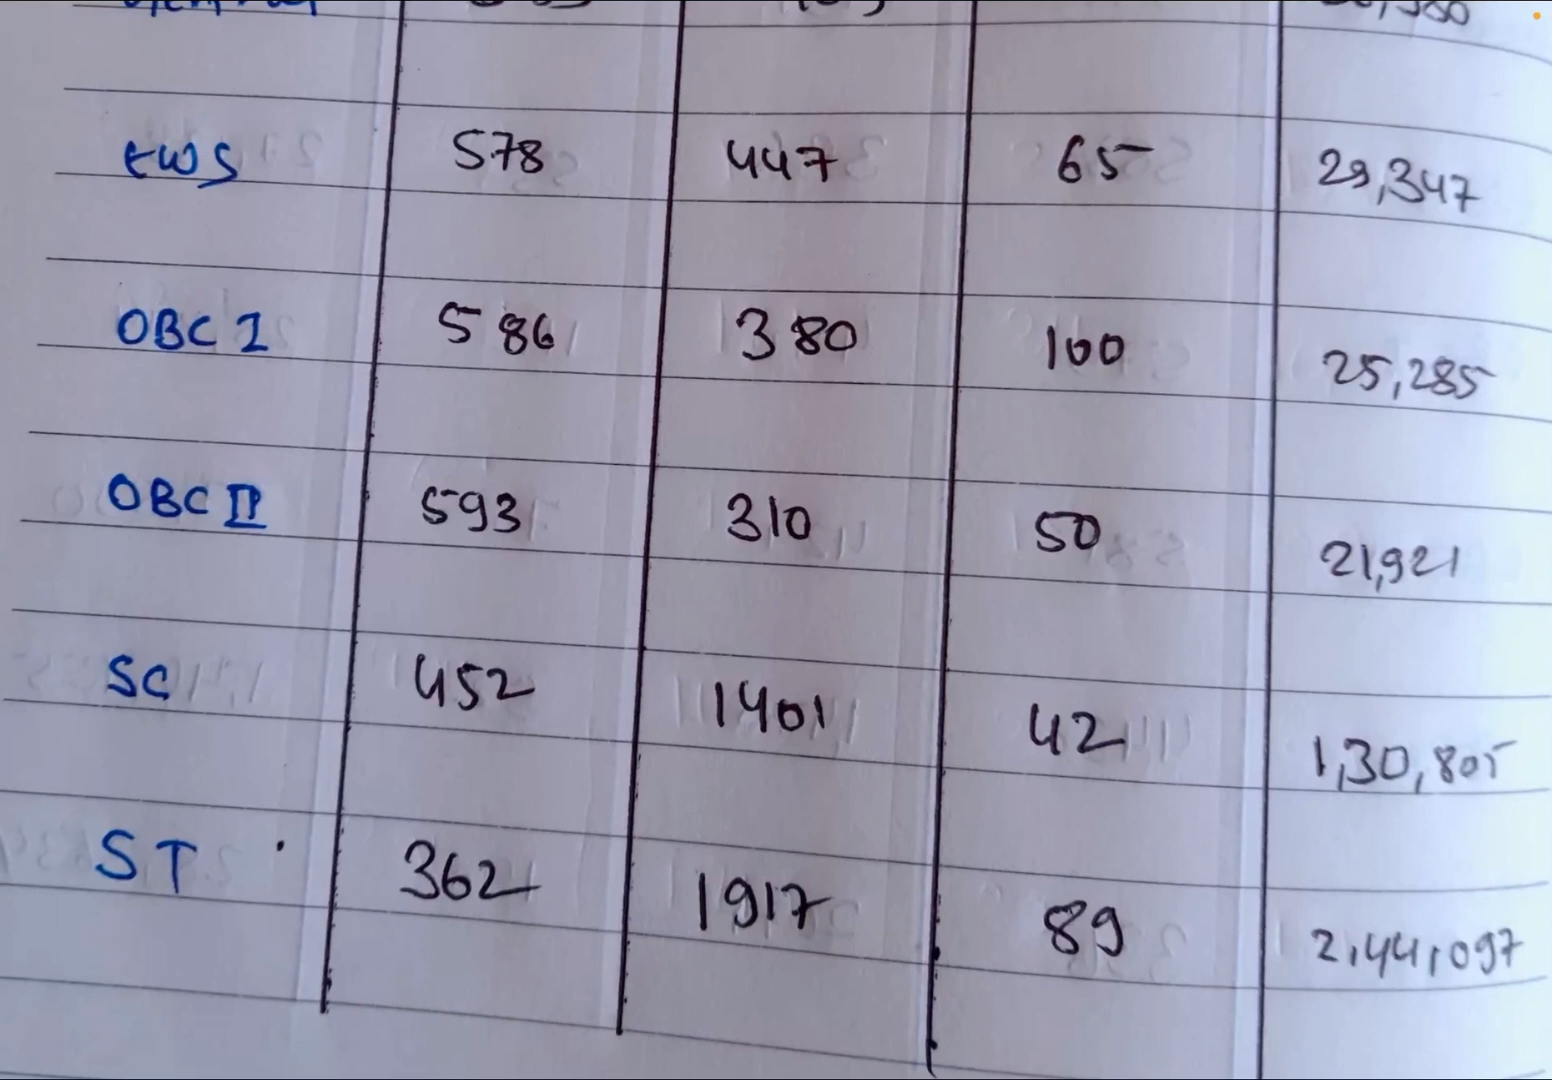 EWS 578 447 65 29,347
OBC I 586 380 100 25,285
OBC II 593 310 50 21,921
SC 452 1401 42 1,30,805
ST 362 1917 89 2,44,097